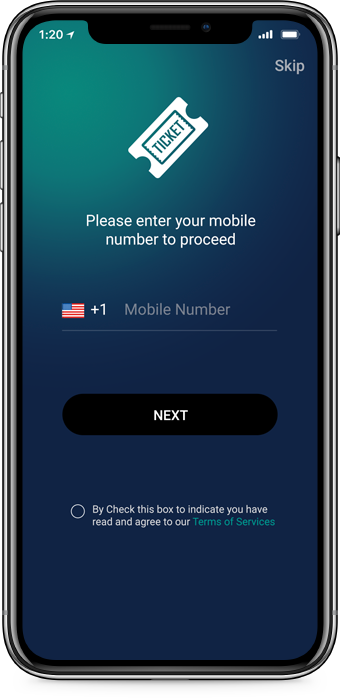 1:20
Skip
TICKET
Please enter your mobile
number to proceed
+1 Mobile Number
NEXT
By Check this box to indicate you have
read and agree to our Terms of Services